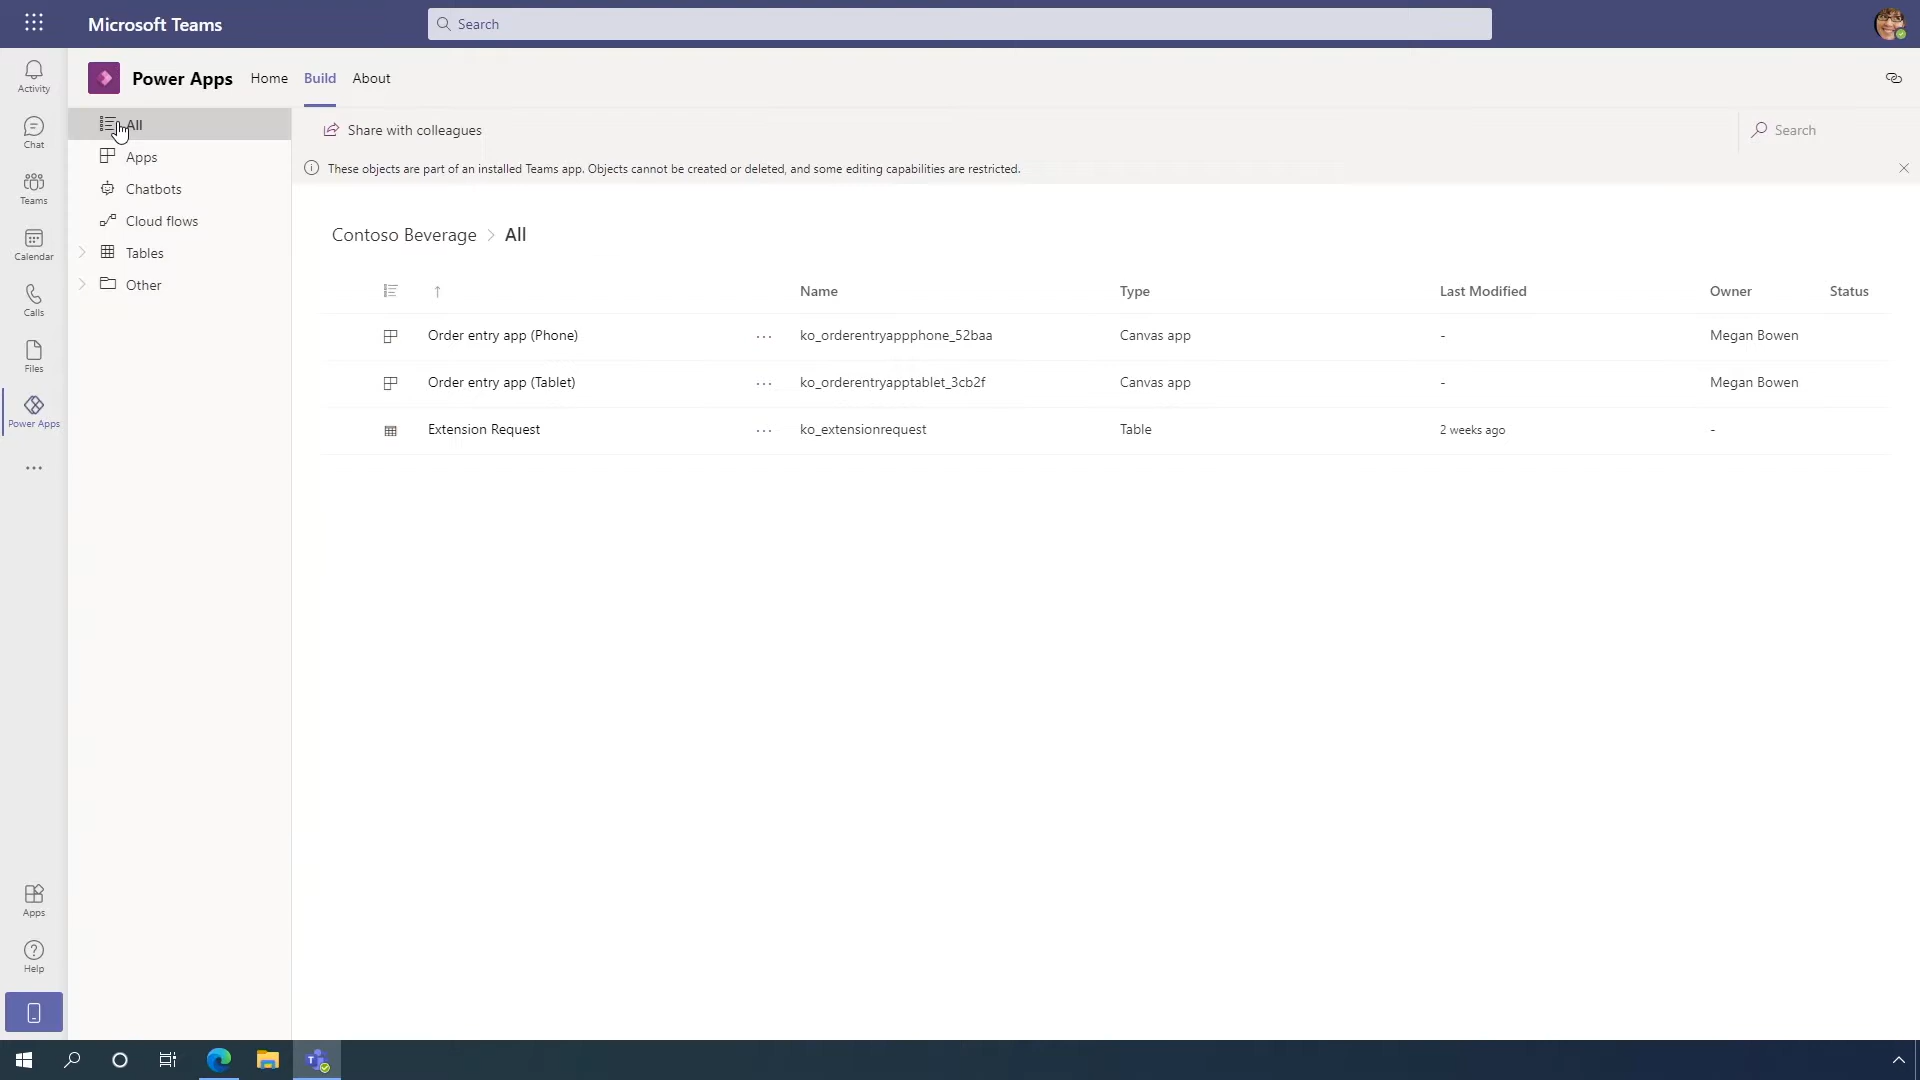 Microsoft Teams
Search
Power Apps
Home
Build
About
Activity
Chat
Teams
Calendar
Calls
Files
Power Apps
Apps
Help
All
Apps
Chatbots
Cloud flows
Tables
Other
Share with colleagues
Search
These objects are part of an installed Teams app. Objects cannot be created or deleted, and some editing capabilities are restricted.
Contoso Beverage > All
Name Type Last Modified Owner Status
Order entry app (Phone) ... ko_orderentryappphone_52baa Canvas app - Megan Bowen
Order entry app (Tablet) ... ko_orderentryapptablet_3cb2f Canvas app - Megan Bowen
Extension Request ... ko_extensionrequest Table 2 weeks ago -